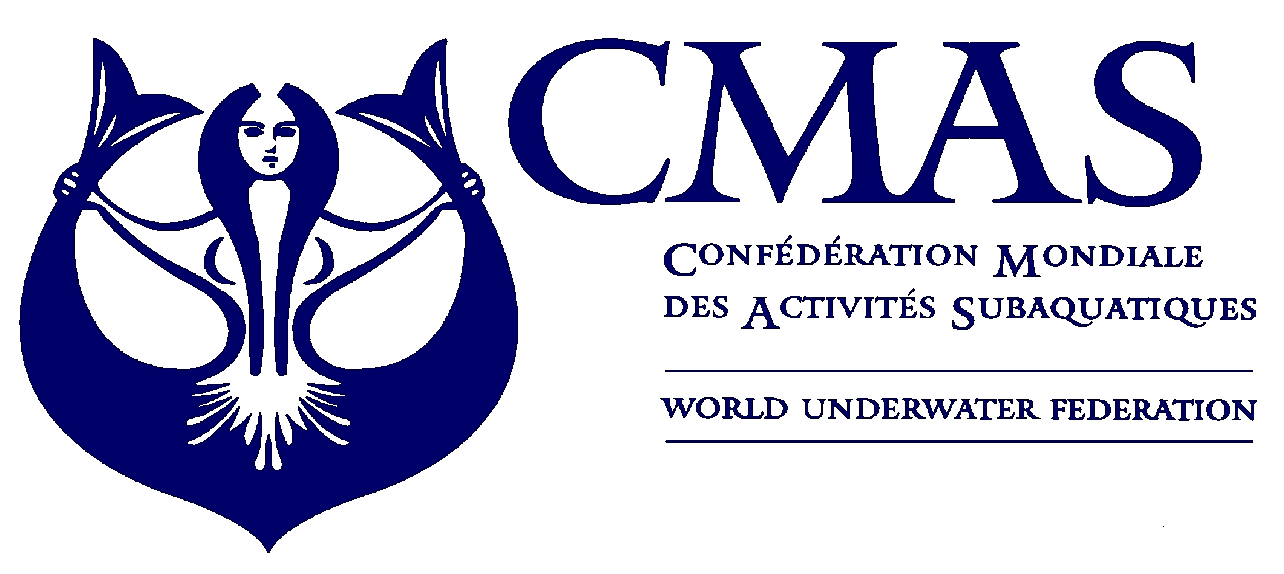 CMAS
CONFÉDÉRATION MONDIALE
DES ACTIVITÉS SUBAQUATIQUES
WORLD UNDERWATER FEDERATION